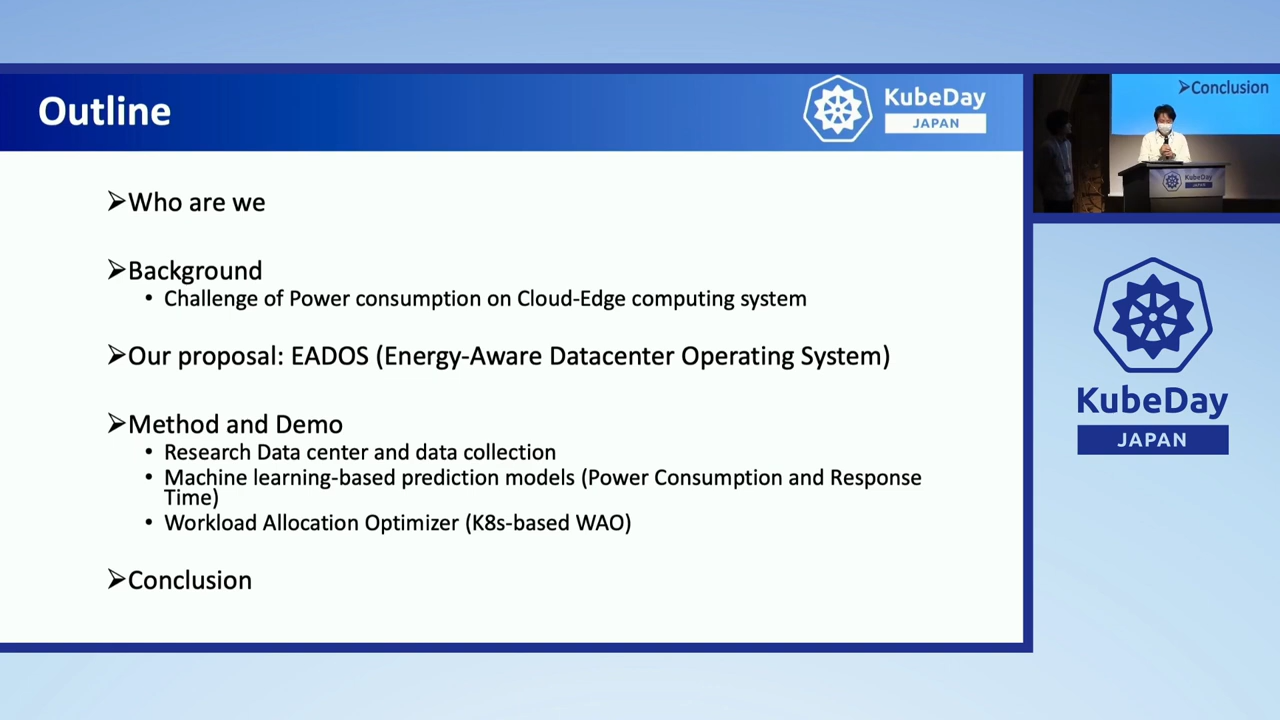 Outline
KubeDay
JAPAN
➢Who are we
➢Background
• Challenge of Power consumption on Cloud-Edge computing system
➢Our proposal: EADOS (Energy-Aware Datacenter Operating System)
➢Method and Demo
• Research Data center and data collection
• Machine learning-based prediction models (Power Consumption and Response
Time)
• Workload Allocation Optimizer (K8s-based WAO)
➢Conclusion
➢Conclusion
KubeDay
JAPAN
KubeDay
JAPAN